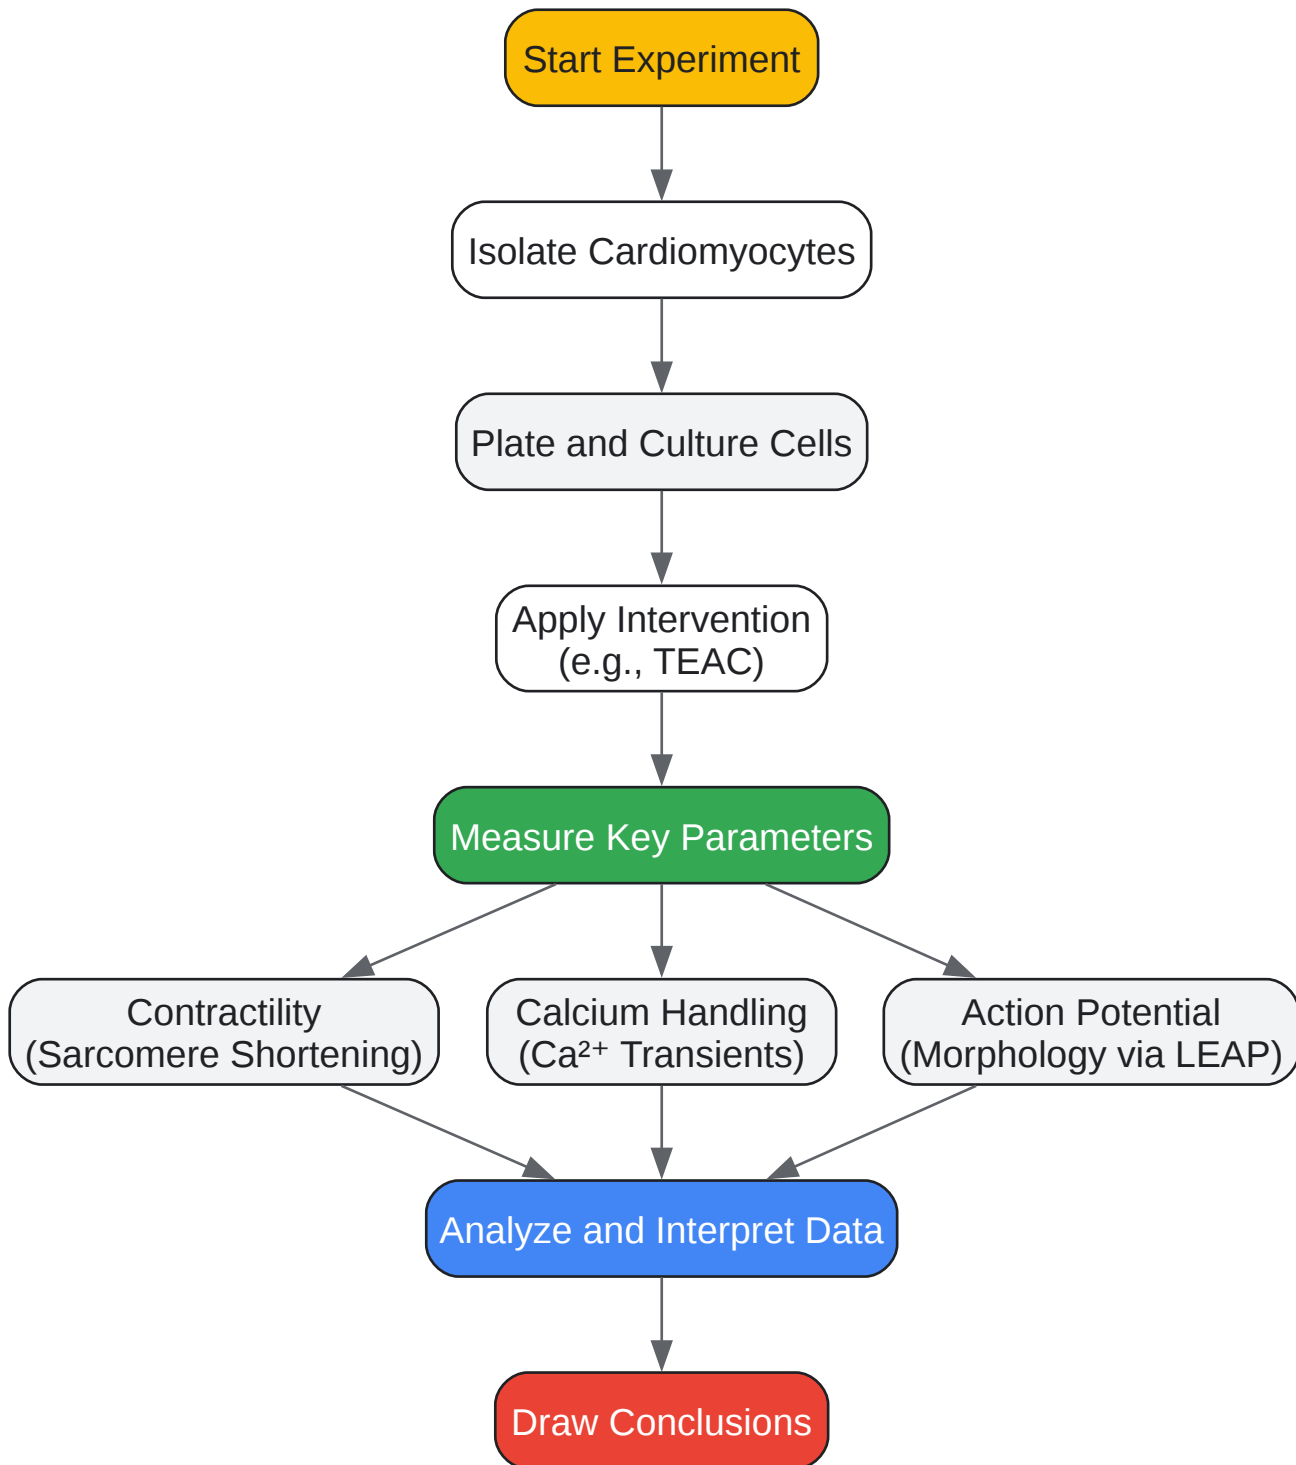 Start Experiment
Isolate Cardiomyocytes
Plate and Culture Cells
Apply Intervention
(e.g., TEAC)
Measure Key Parameters
Contractility
(Sarcomere Shortening)
Calcium Handling
(Ca²⁺ Transients)
Action Potential
(Morphology via LEAP)
Analyze and Interpret Data
Draw Conclusions